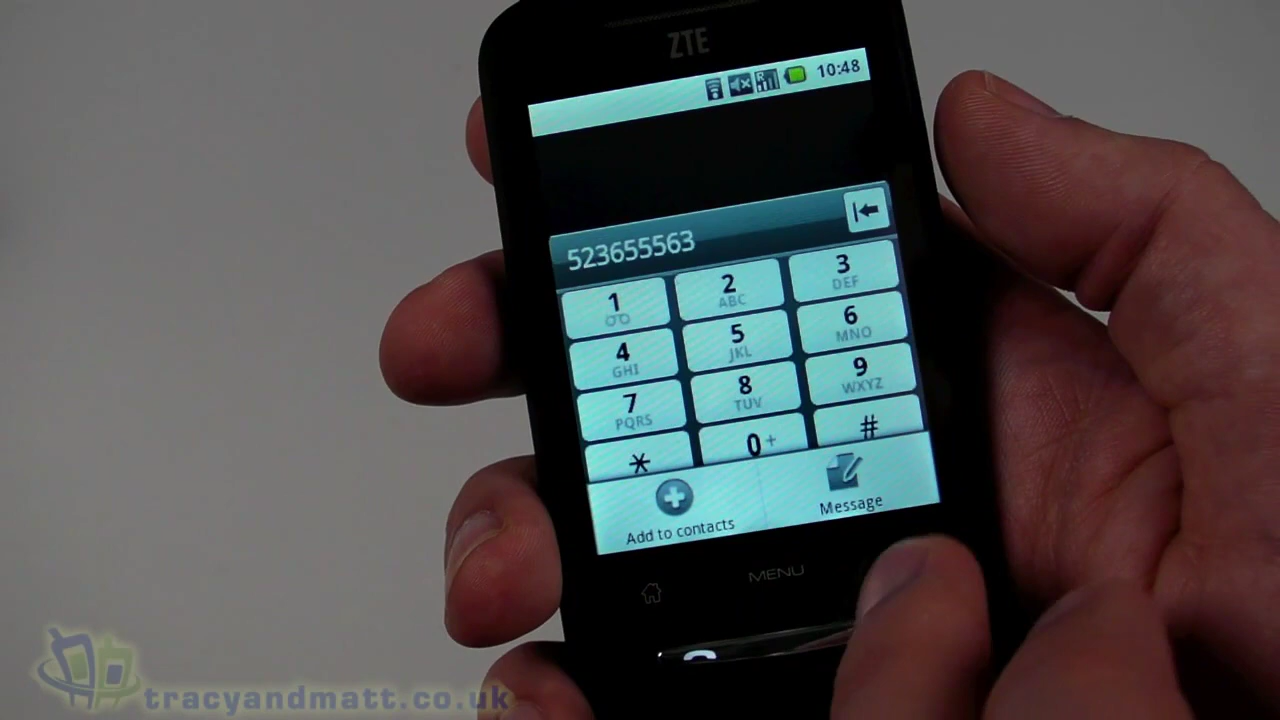 ZTE
10:48
523655563
1
2
ABC
3
DEF
4
GHI
5
JKL
6
MNO
7
PQRS
8
TUV
9
WXYZ
*
0 +
#
Add to contacts
Message
MENU
tracyandmatt.co.uk